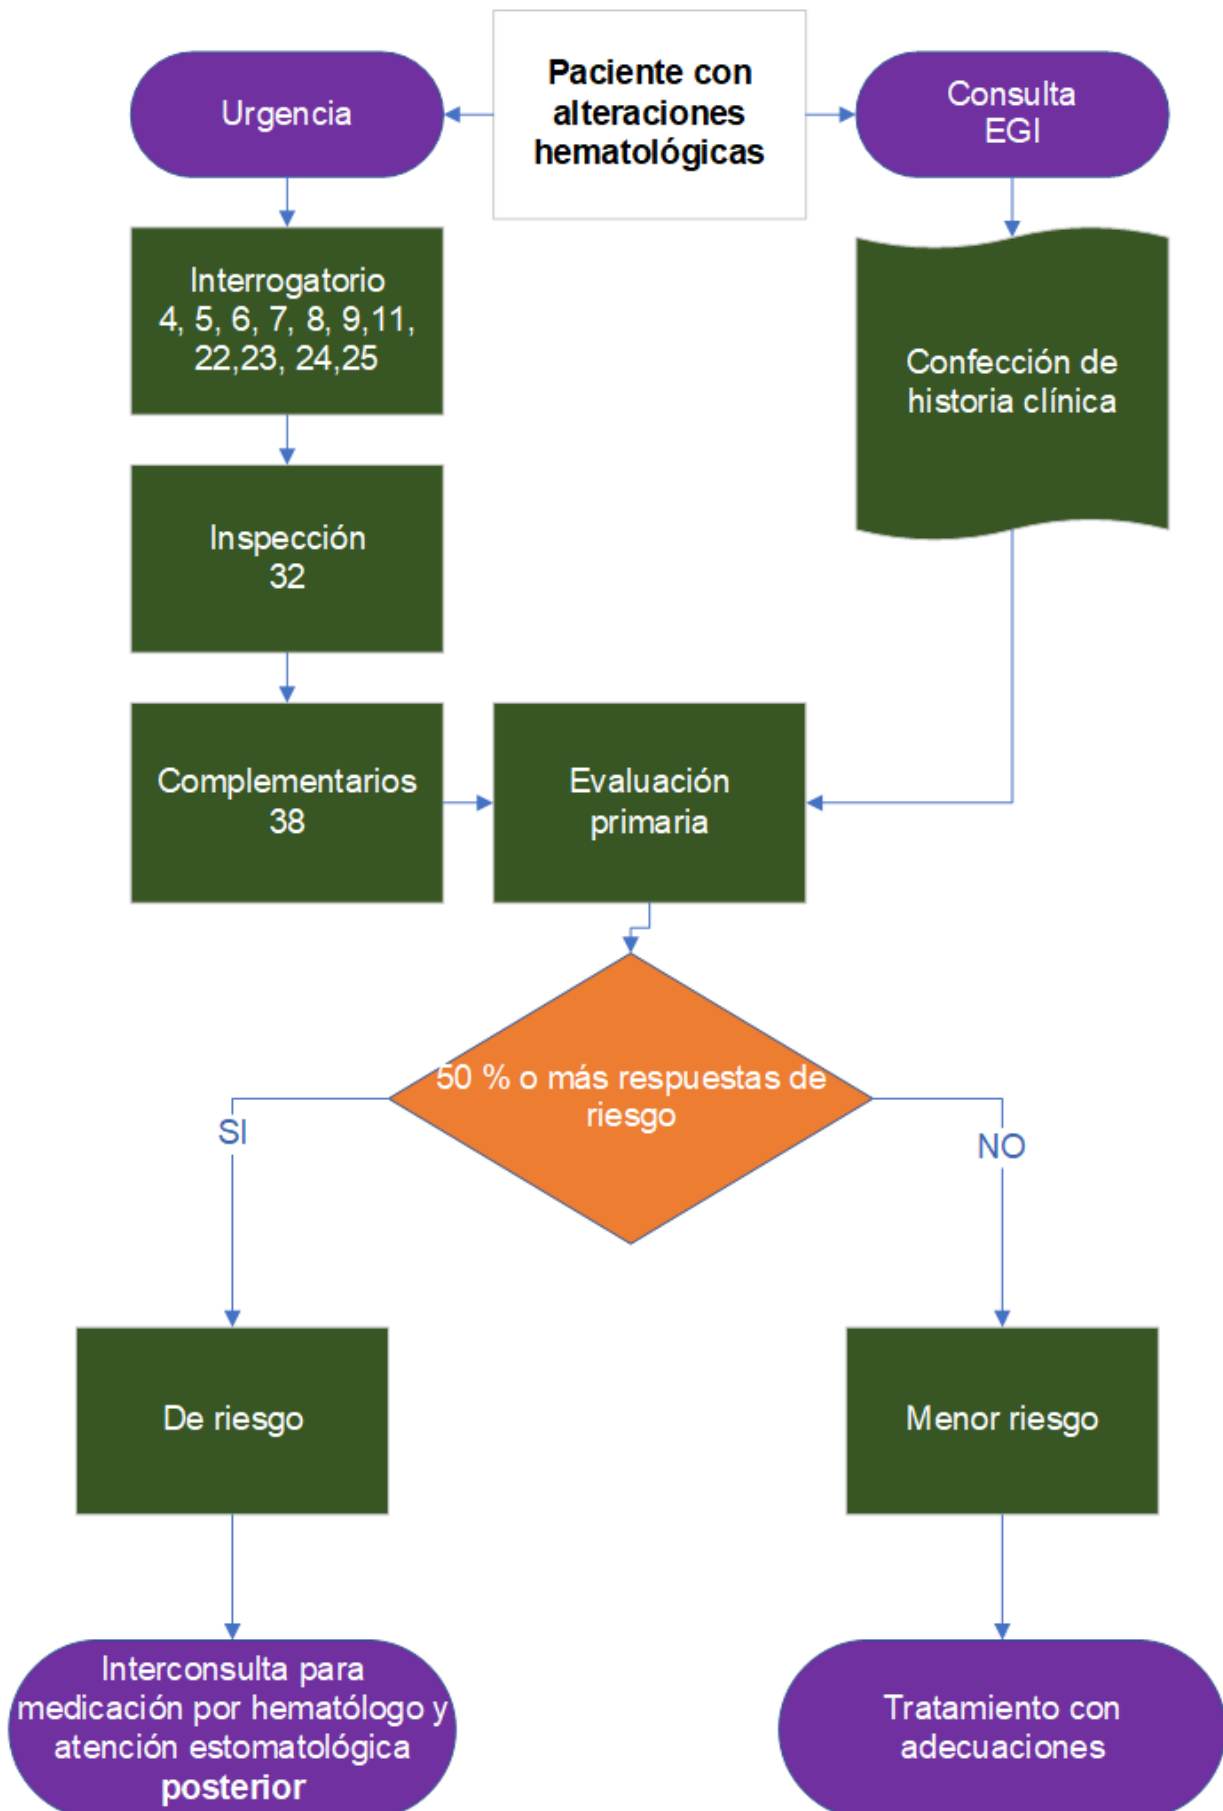 Paciente con
alteraciones
hematológicas
Urgencia
Consulta
EGI
Interrogatorio
4, 5, 6, 7, 8, 9,11,
22,23, 24,25
Confección de
historia clínica
Inspección
32
Complementarios
38
Evaluación
primaria
50 % o más respuestas de
riesgo
SI
NO
De riesgo
Menor riesgo
Interconsulta para
medicación por hematólogo y
atención estomatológica
posterior
Tratamiento con
adecuaciones